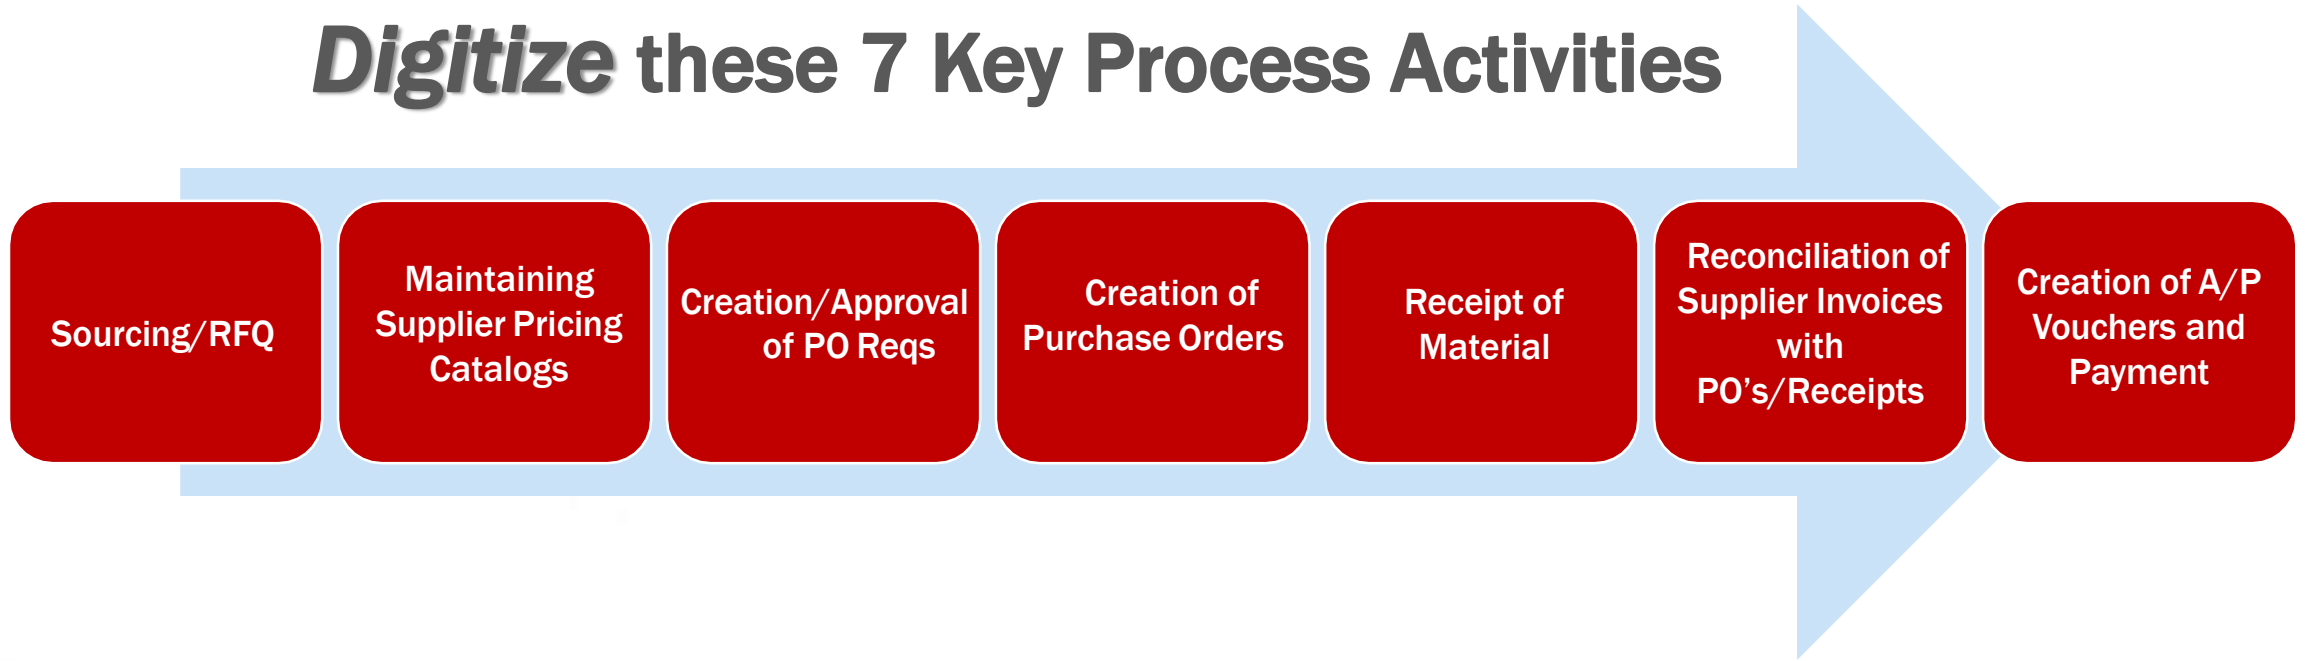 Digitize these 7 Key Process Activities
Sourcing/RFQ
Maintaining
Supplier Pricing
Catalogs
Creation/Approval
of PO Reqs
Creation of
Purchase Orders
Receipt of
Material
Reconciliation of
Supplier Invoices
with
PO’s/Receipts
Creation of A/P
Vouchers and
Payment